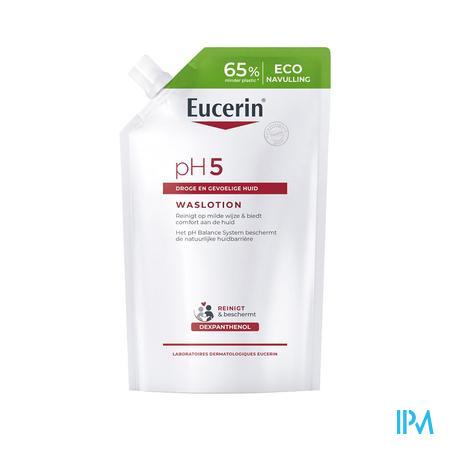 65%
minder plastic*
ECO
NAVULLING
Eucerin®
pH5
DROGE EN GEVOELIGE HUID
WASLOTION
Reinigt op milde wijze & biedt
comfort aan de huid
Het pH Balance System beschermt
de natuurlijke huidbarrière
REINIGT
& beschermt
DEXPANTHENOL
LABORATOIRES DERMATOLOGIQUES EUCERIN
IPM